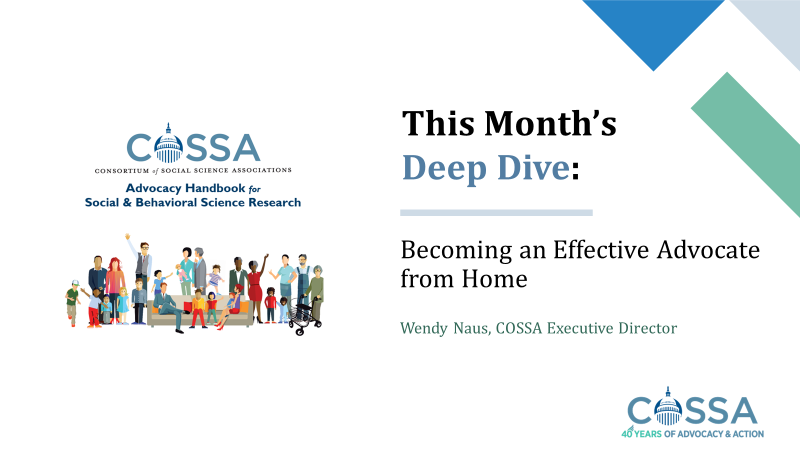 COSSA
CONSORTIUM of SOCIAL SCIENCE ASSOCIATIONS
Advocacy Handbook for
Social & Behavioral Science Research
This Month’s
Deep Dive:
Becoming an Effective Advocate
from Home
Wendy Naus, COSSA Executive Director
COSSA
40 YEARS OF ADVOCACY & ACTION